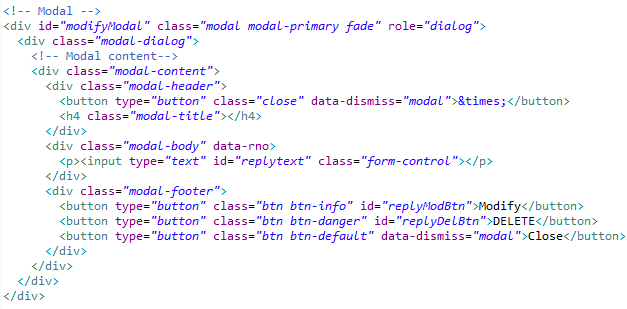 <!-- Modal -->
<div id="modifyModal" class="modal modal-primary fade" role="dialog">
  <div class="modal-dialog">
    <!-- Modal content-->
    <div class="modal-content">
      <div class="modal-header">
        <button type="button" class="close" data-dismiss="modal">&times;</button>
        <h4 class="modal-title"></h4>
      </div>
      <div class="modal-body" data-rno>
        <p><input type="text" id="replytext" class="form-control"></p>
      </div>
      <div class="modal-footer">
        <button type="button" class="btn btn-info" id="replyModBtn">Modify</button>
        <button type="button" class="btn btn-danger" id="replyDelBtn">DELETE</button>
        <button type="button" class="btn btn-default" data-dismiss="modal">Close</button>
      </div>
    </div>
  </div>
</div>